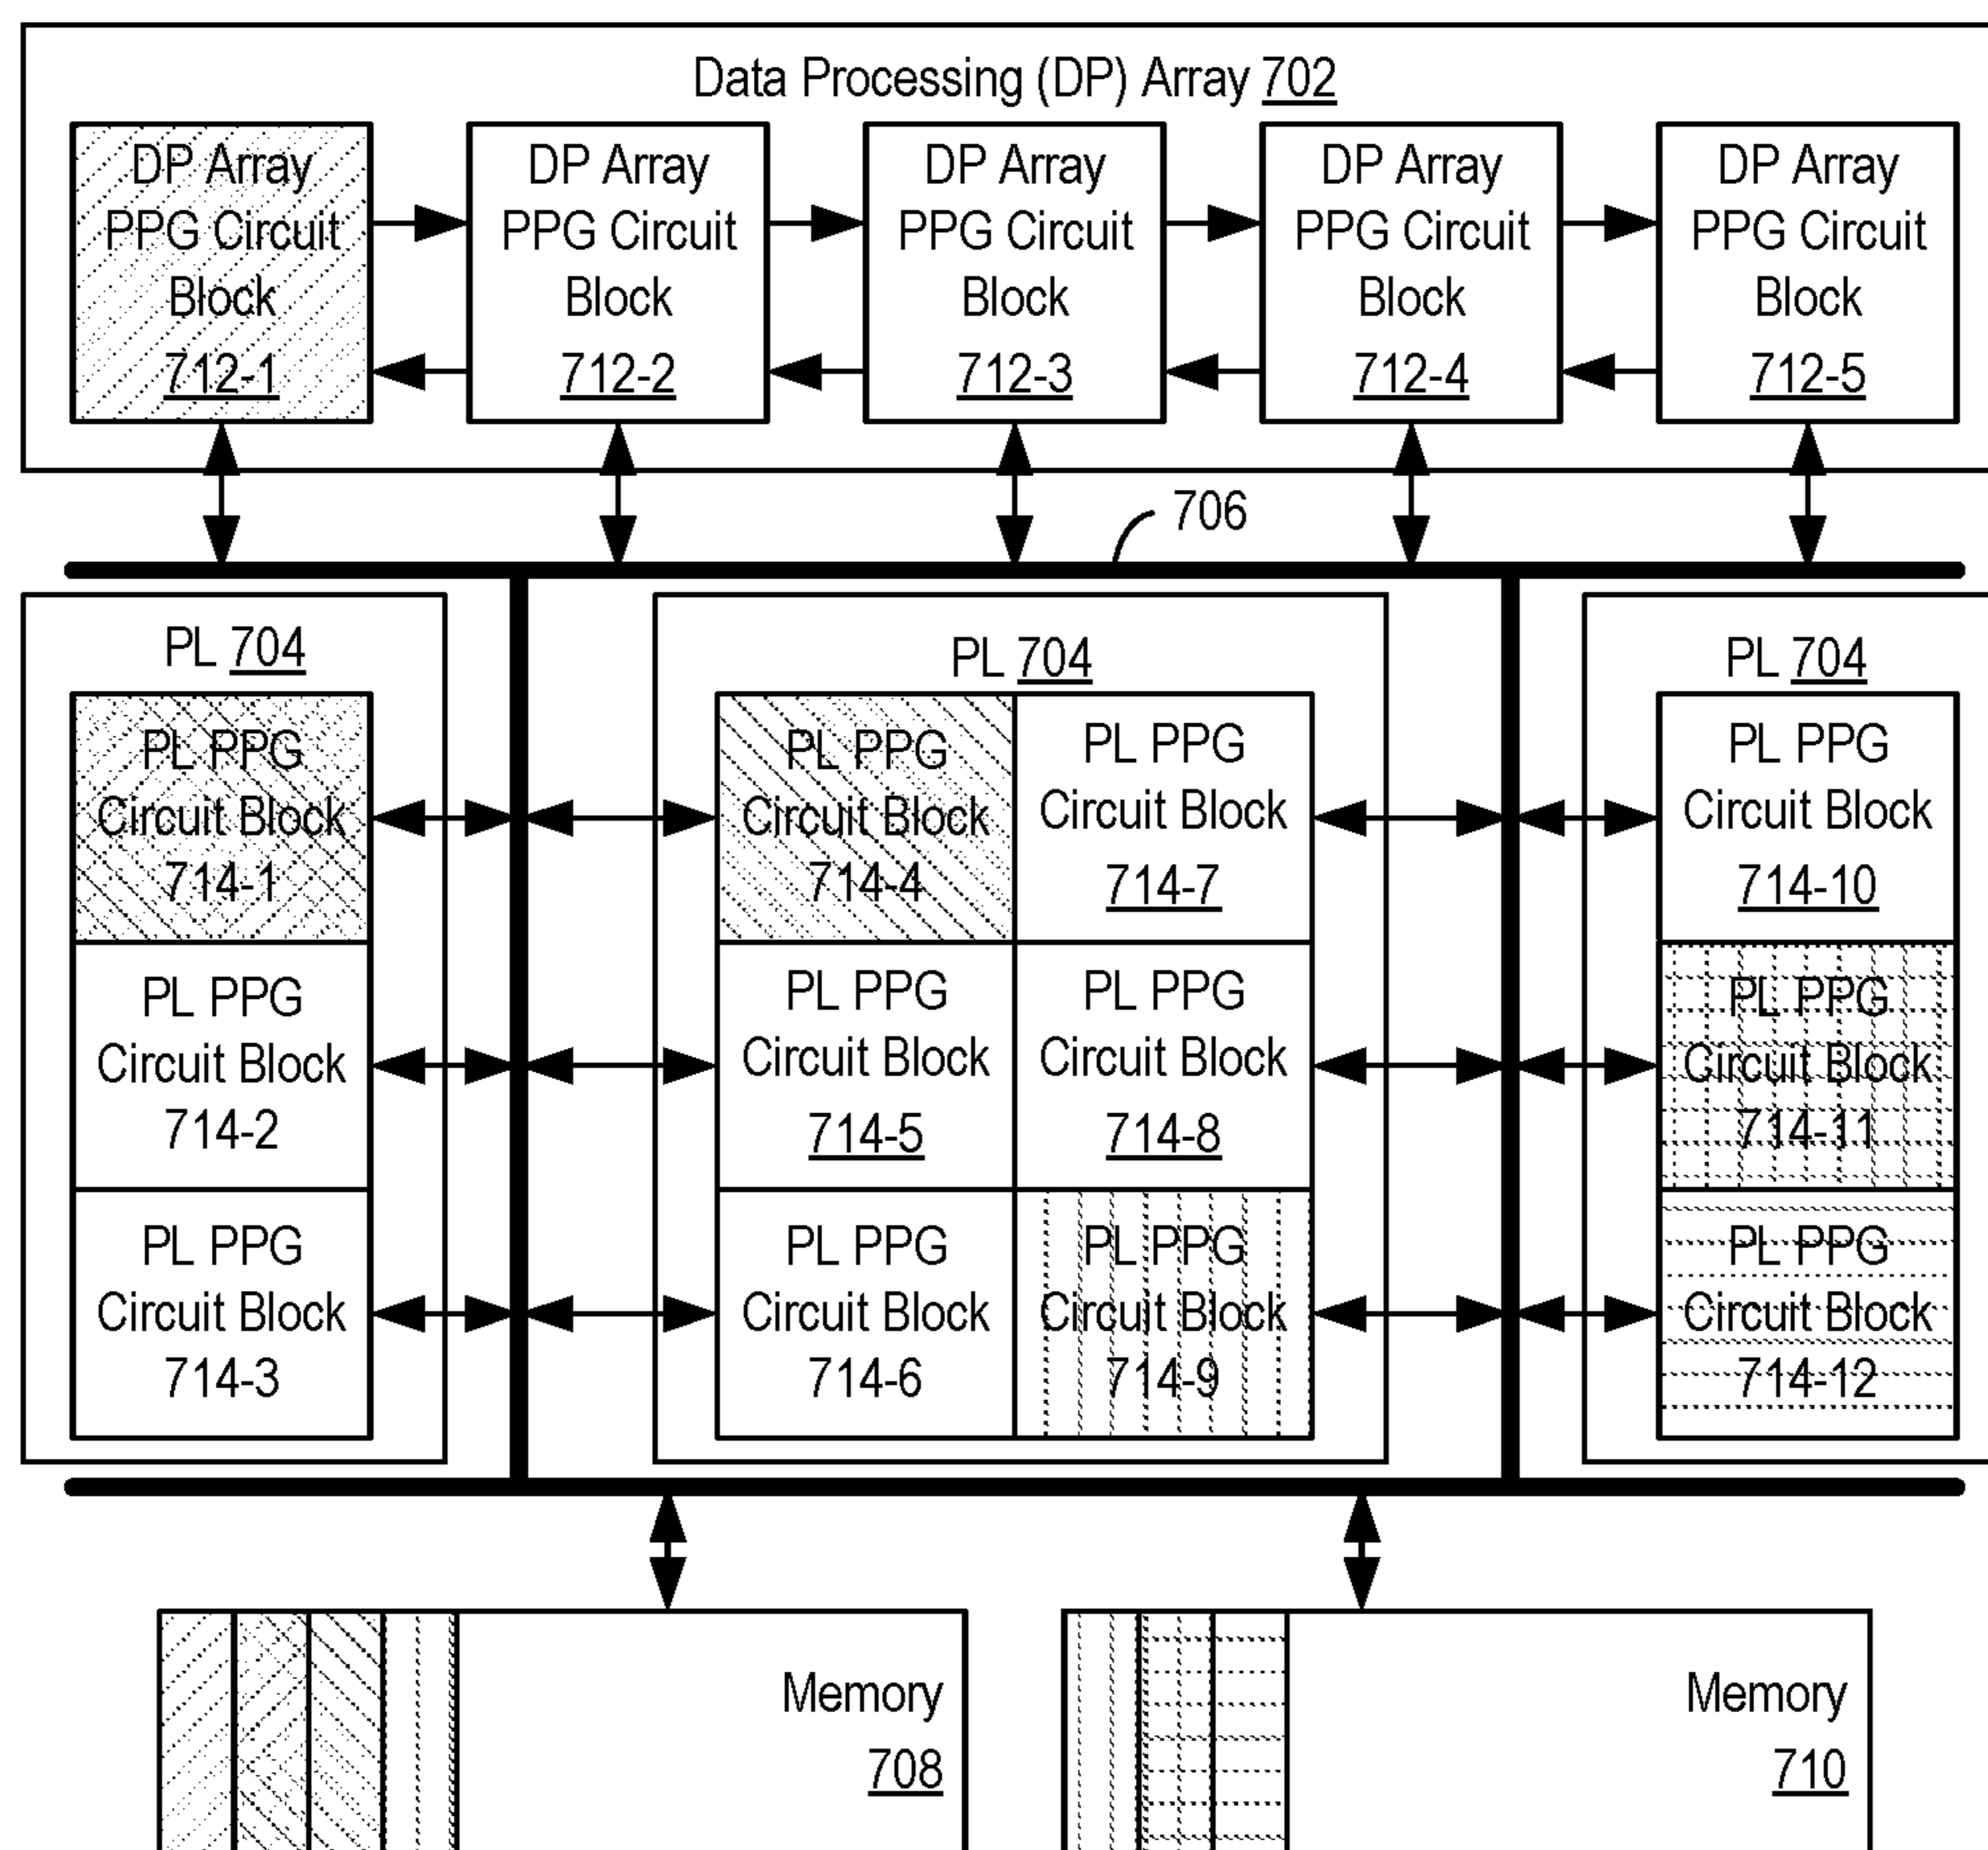 Data Processing (DP) Array 702
DP Array
PPG Circuit
Block
712-1
DP Array
PPG Circuit
Block
712-2
DP Array
PPG Circuit
Block
712-3
DP Array
PPG Circuit
Block
712-4
DP Array
PPG Circuit
Block
712-5
706
PL 704
PL PPG
Circuit Block
714-1
PL PPG
Circuit Block
714-2
PL PPG
Circuit Block
714-3
PL 704
PL PPG
Circuit Block
714-4
PL PPG
Circuit Block
714-7
PL PPG
Circuit Block
714-5
PL PPG
Circuit Block
714-8
PL PPG
Circuit Block
714-6
PL PPG
Circuit Block
714-9
PL 704
PL PPG
Circuit Block
714-10
PL PPG
Circuit Block
714-11
PL PPG
Circuit Block
714-12
Memory
708
Memory
710